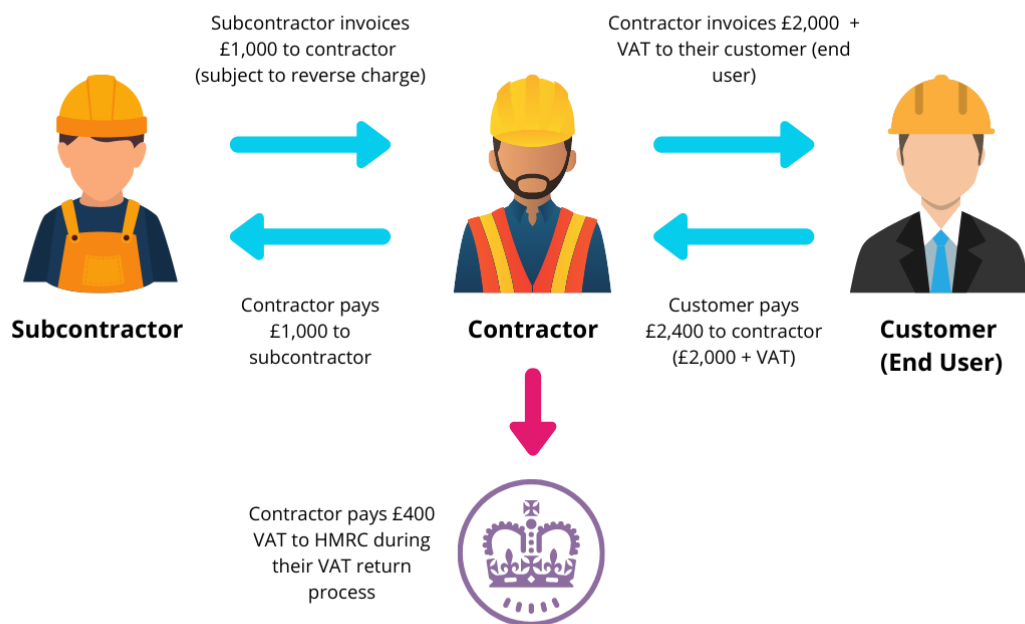 Subcontractor invoices
£1,000 to contractor
(subject to reverse charge)
Contractor invoices £2,000 +
VAT to their customer (end
user)
Contractor pays
£1,000 to
subcontractor
Customer pays
£2,400 to contractor
(£2,000 + VAT)
Subcontractor
Contractor
Customer
(End User)
Contractor pays £400
VAT to HMRC during
their VAT return
process